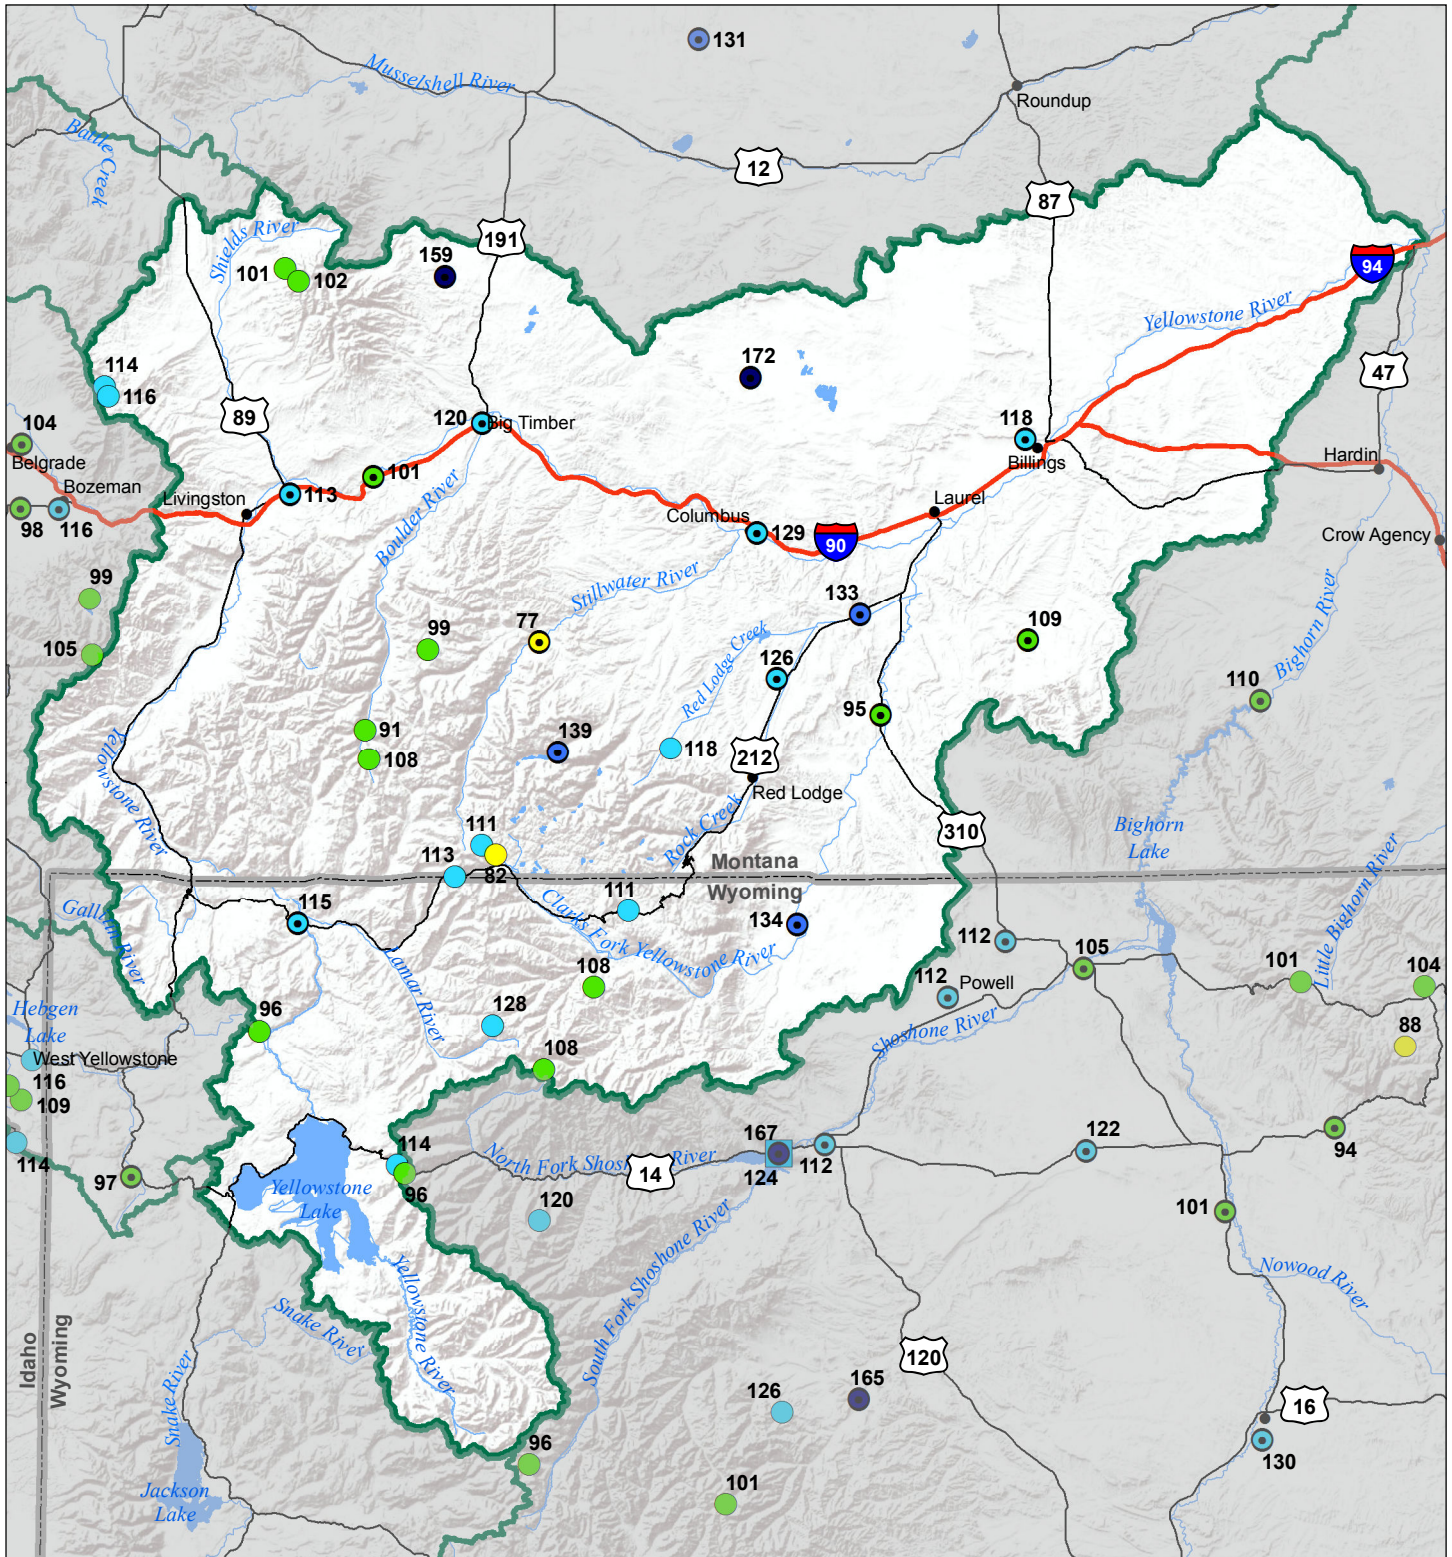 131
Musselshell River
Roundup
Battle Creek
12
87
191
Shields River
159
101
102
94
Yellowstone River
172
47
114
116
89
104
120
Big Timber
118
Belgrade
Billings
Hardin
101
Bozeman
Livingston
113
98
116
Laurel
Columbus
129
90
Crow Agency
Boulder River
Stillwater River
99
133
77
99
109
105
Red Lodge Creek
126
Bighorn River
110
95
91
139
108
118
212
Yellowstone River
Red Lodge
111
310
Bighorn
Lake
Rock Creek
113
82
Montana
Wyoming
Little Bighorn River
111
115
Clarks Fork Yellowstone River
134
Gallatin River
112
105
101
104
108
112
Powell
Lamar River
Hebgen
Lake
96
128
Shoshone River
88
West Yellowstone
108
116
109
114
167
112
122
94
114
North Fork Shoshone River
14
124
97
96
Yellowstone
Lake
120
101
South Fork Shoshone River
Nowood River
Yellowstone River
Snake River
Idaho
Wyoming
120
Snake River
165
126
16
130
96
101
Jackson
Lake